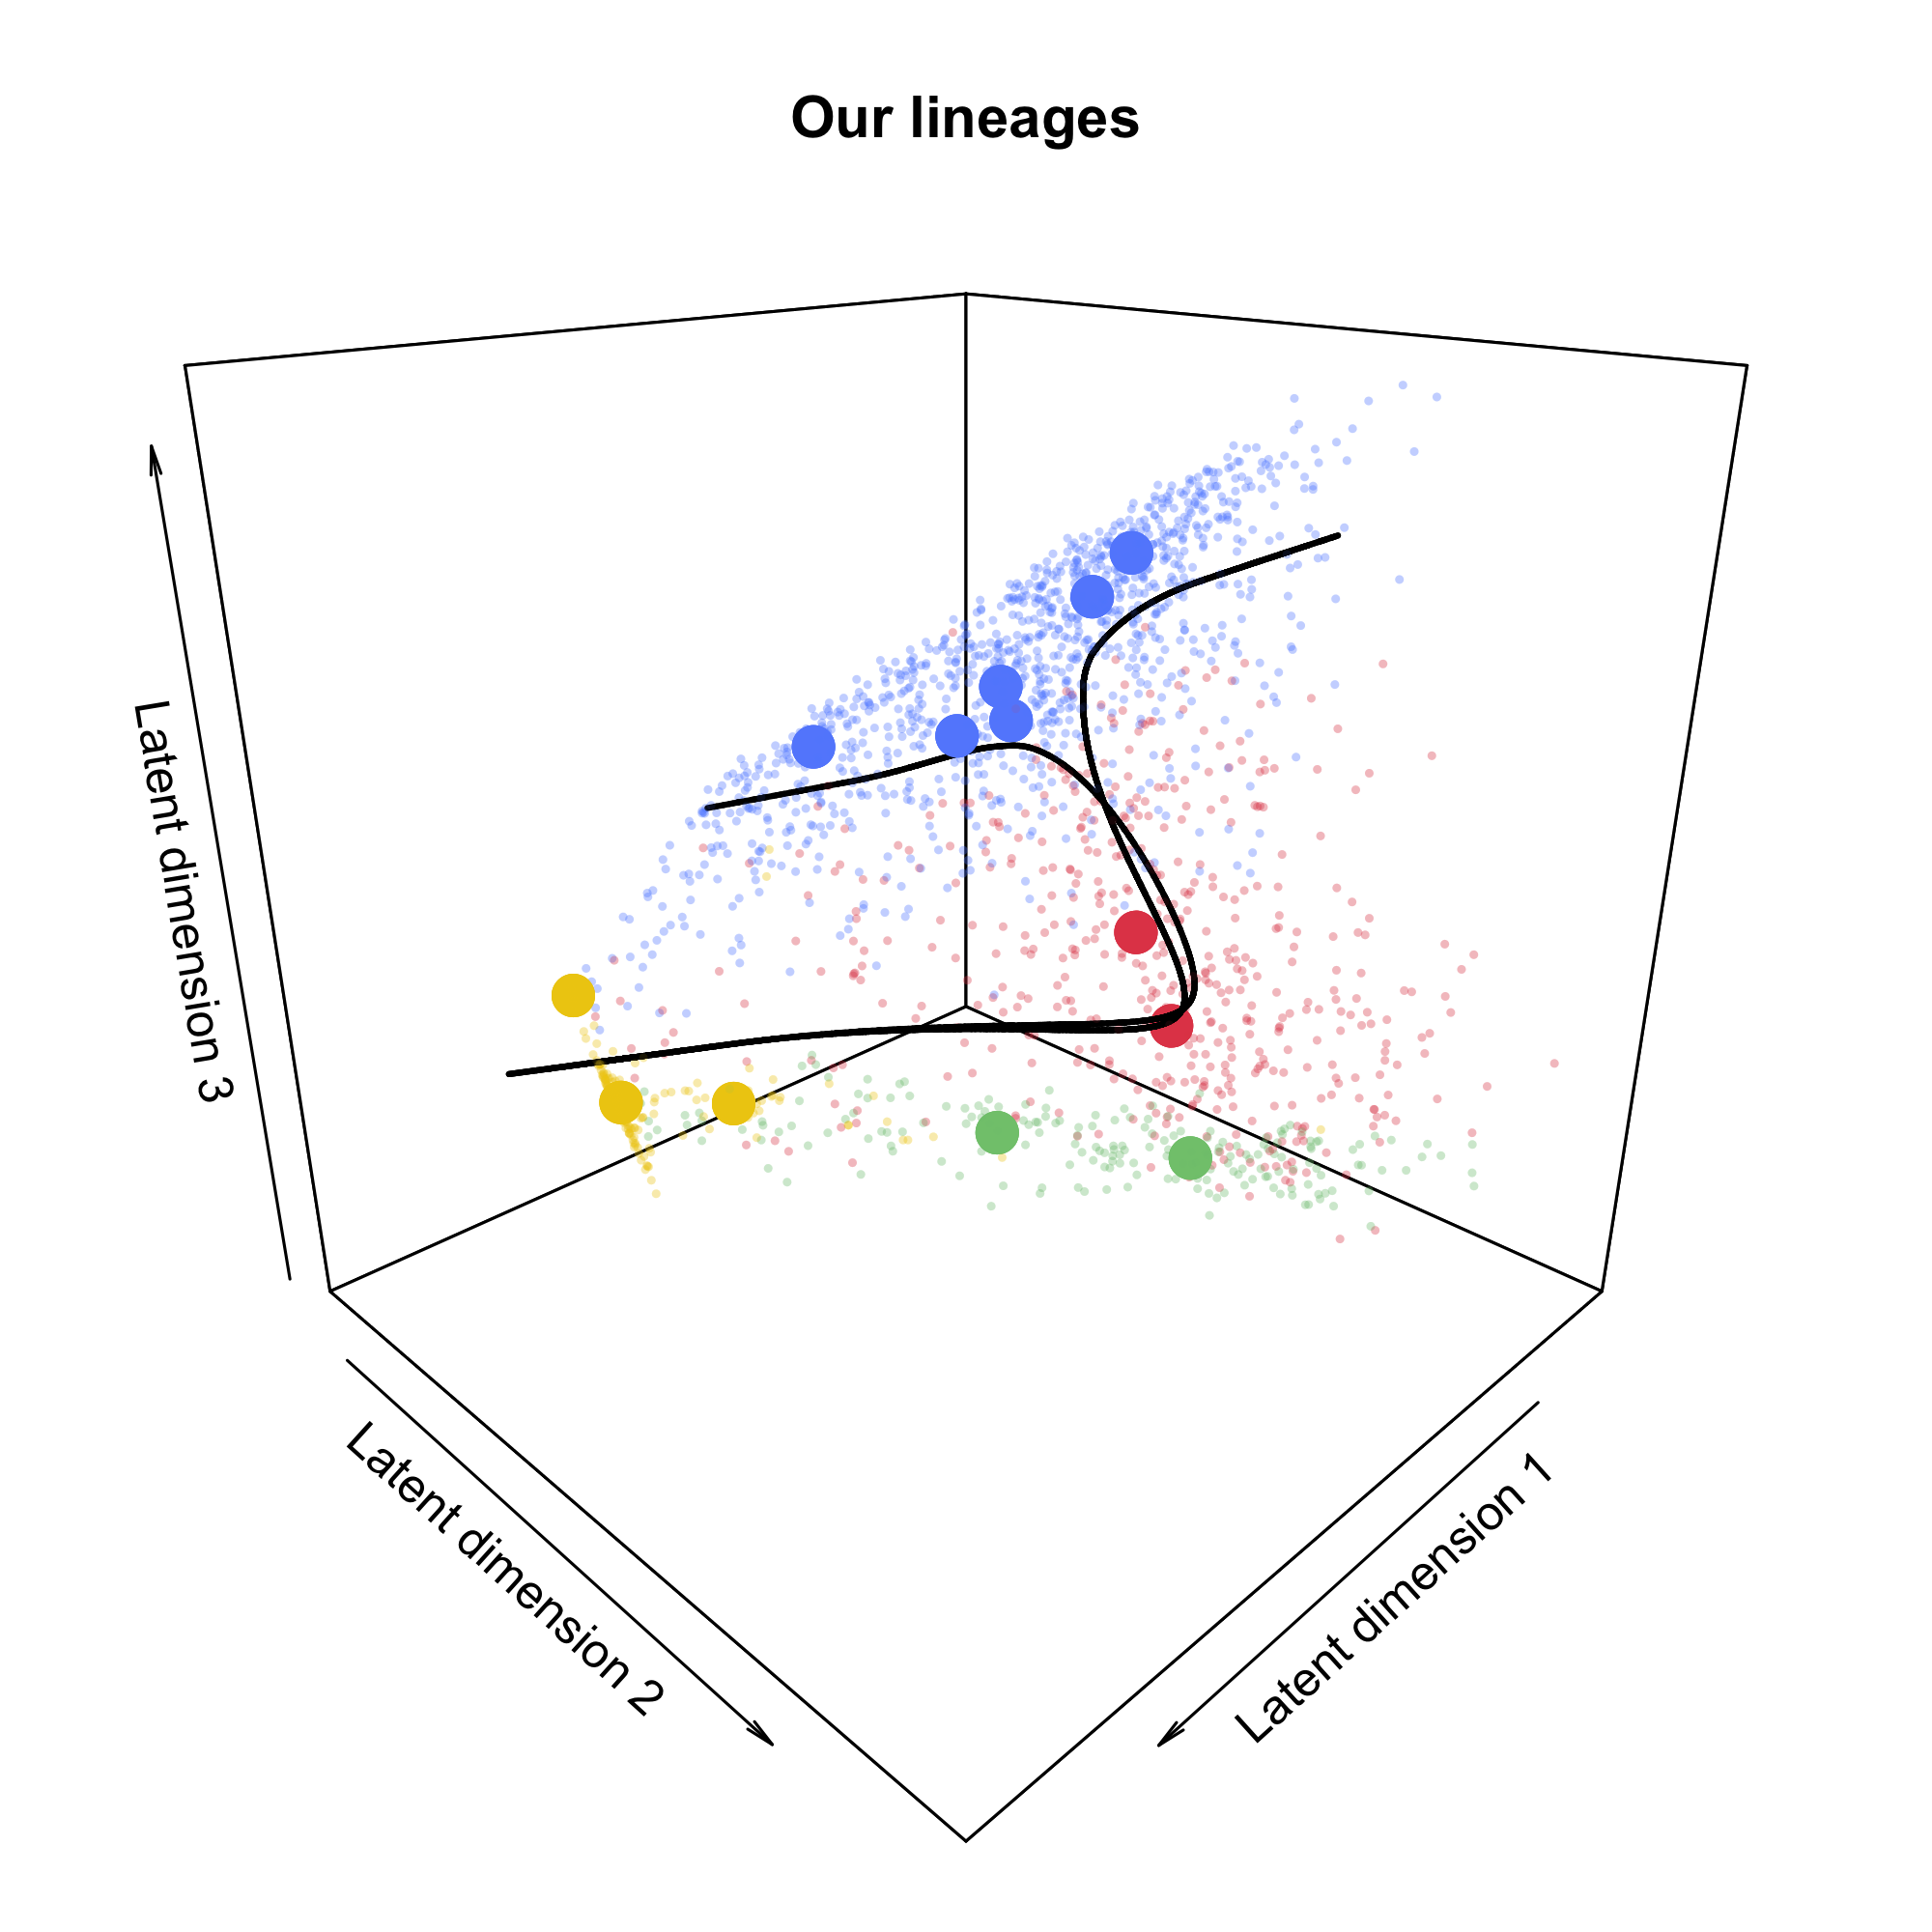 Our lineages
Latent dimension 3
Latent dimension 2
Latent dimension 1